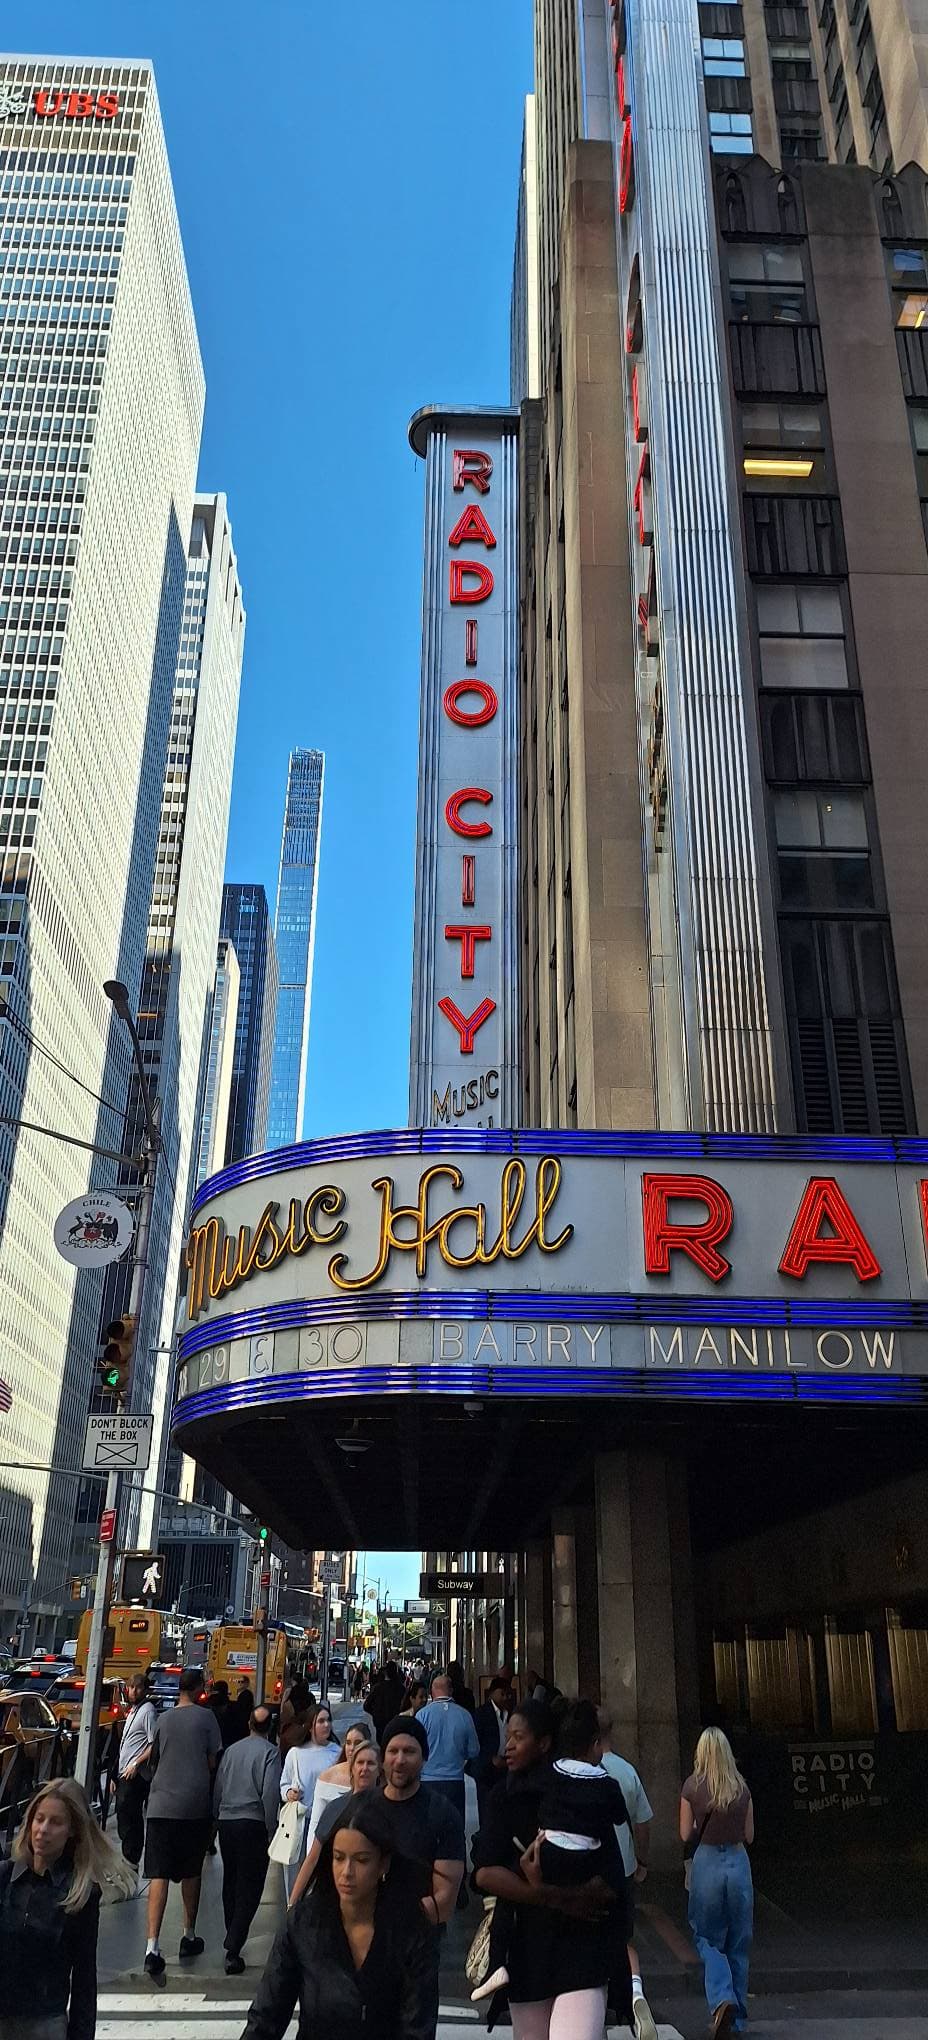 UBS
RADIO CITY
MUSIC
Music Hall
RA
29 & 30 BARRY MANILOW
CHILE
DON'T BLOCK
THE BOX
Subway
RADIO
CITY
MUSIC HALL